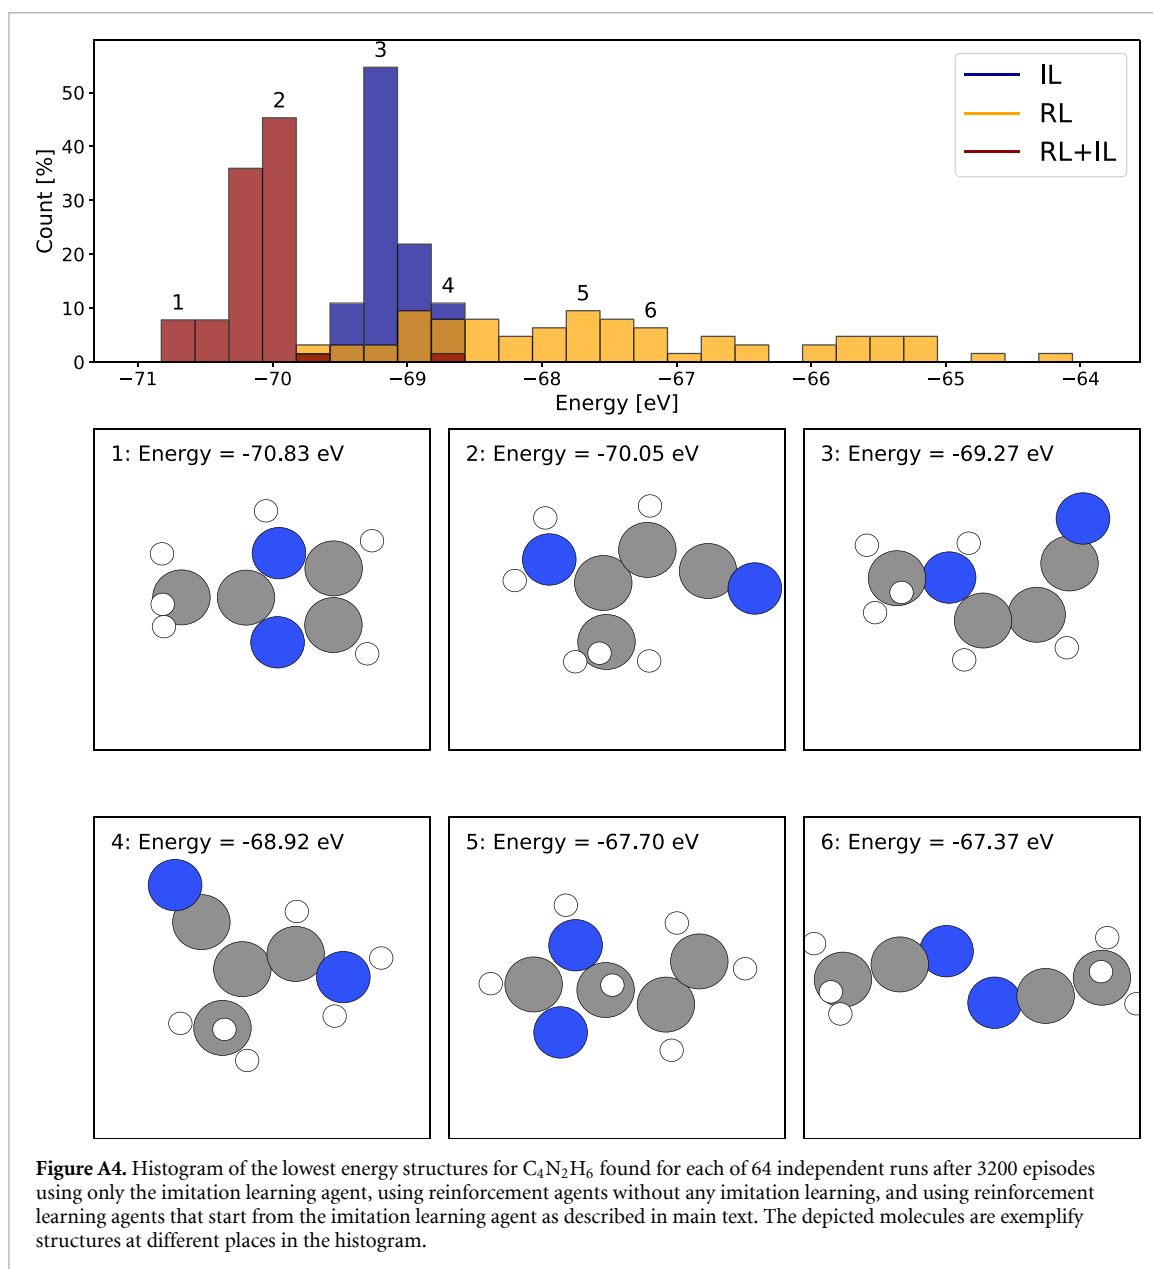 3
2
1
4
5
6
IL
RL
RL+IL
Count [%]
50
40
30
20
10
0
−71
−70
−69
−68
−67
−66
−65
−64
Energy [eV]
1: Energy = -70.83 eV
2: Energy = -70.05 eV
3: Energy = -69.27 eV
4: Energy = -68.92 eV
5: Energy = -67.70 eV
6: Energy = -67.37 eV
Figure A4. Histogram of the lowest energy structures for C₄N₂H₆ found for each of 64 independent runs after 3200 episodes
using only the imitation learning agent, using reinforcement agents without any imitation learning, and using reinforcement
learning agents that start from the imitation learning agent as described in main text. The depicted molecules are exemplify
structures at different places in the histogram.